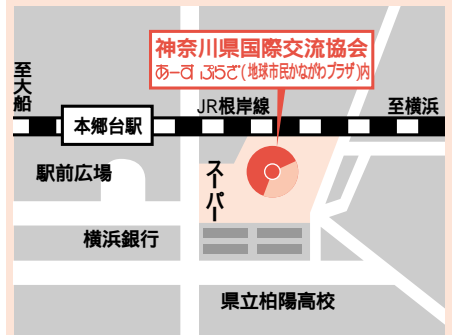 神奈川県国際交流協会
あーす ぷらざ(地球市民かながわプラザ)内
至大船
JR根岸線
至横浜
本郷台駅
駅前広場
スーパー
横浜銀行
県立柏陽高校